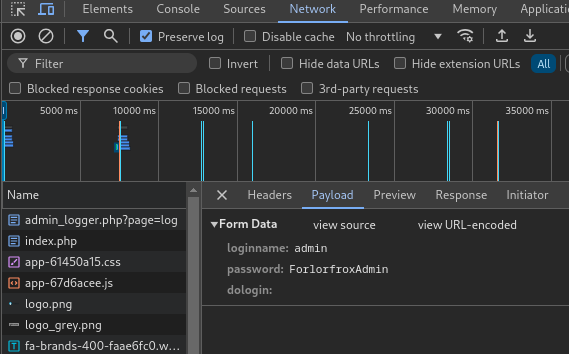 Elements Console Sources Network Performance Memory Applicati
Preserve log Disable cache No throttling
Filter Invert Hide data URLs Hide extension URLs All
Blocked response cookies Blocked requests 3rd-party requests
5000 ms 10000 ms 15000 ms 20000 ms 25000 ms 30000 ms 35000 ms
Name Headers Payload Preview Response Initiator
admin_logger.php?page=log
index.php
app-61450a15.css
app-67d6acee.js
logo.png
logo_grey.png
fa-brands-400-faae6fc0.w...
Form Data view source view URL-encoded
loginname: admin
password: ForlorfroxAdmin
dologin: